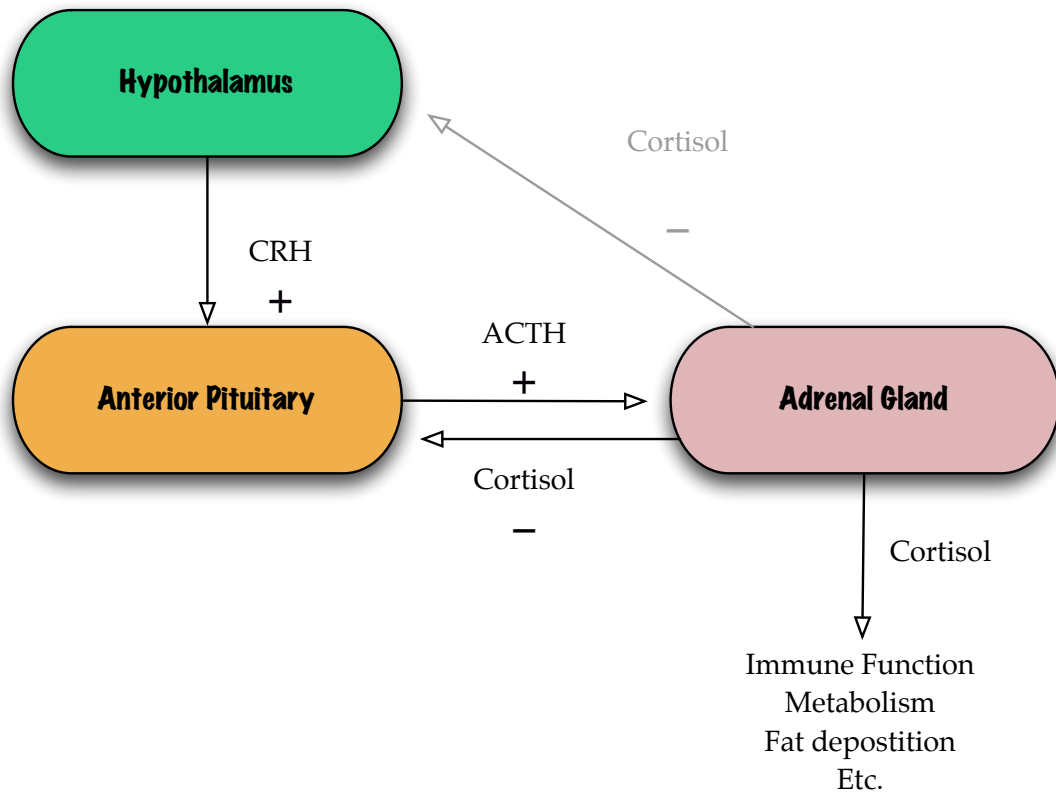 Hypothalamus
Cortisol
–
CRH
+
ACTH
+
Anterior Pituitary
Adrenal Gland
Cortisol
–
Cortisol
Immune Function
Metabolism
Fat depostition
Etc.